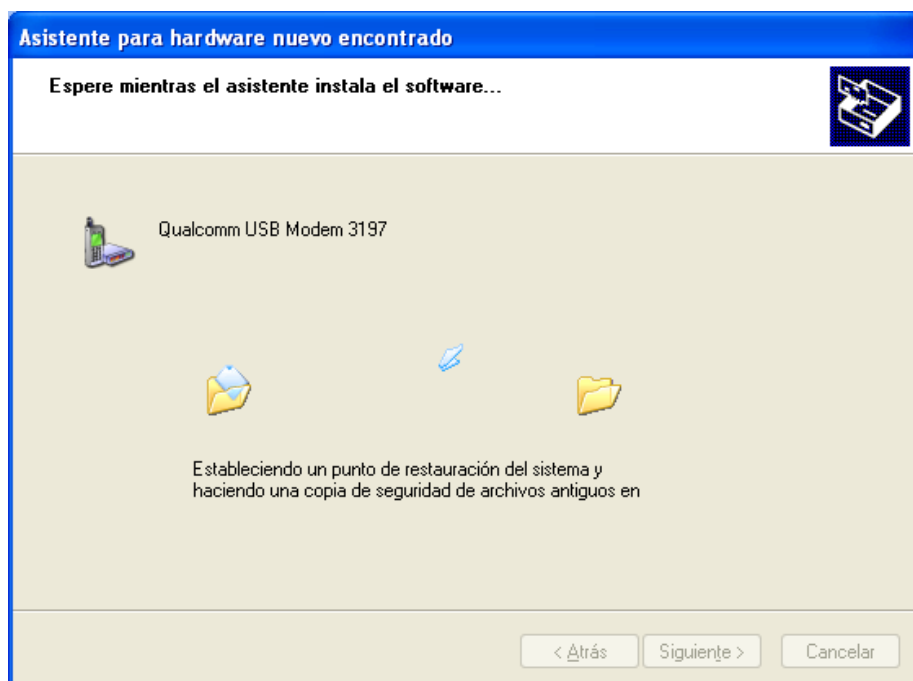 Asistente para hardware nuevo encontrado
Espere mientras el asistente instala el software...
Qualcomm USB Modem 3197
Estableciendo un punto de restauración del sistema y
haciendo una copia de seguridad de archivos antiguos en
< Atrás
Siguiente >
Cancelar